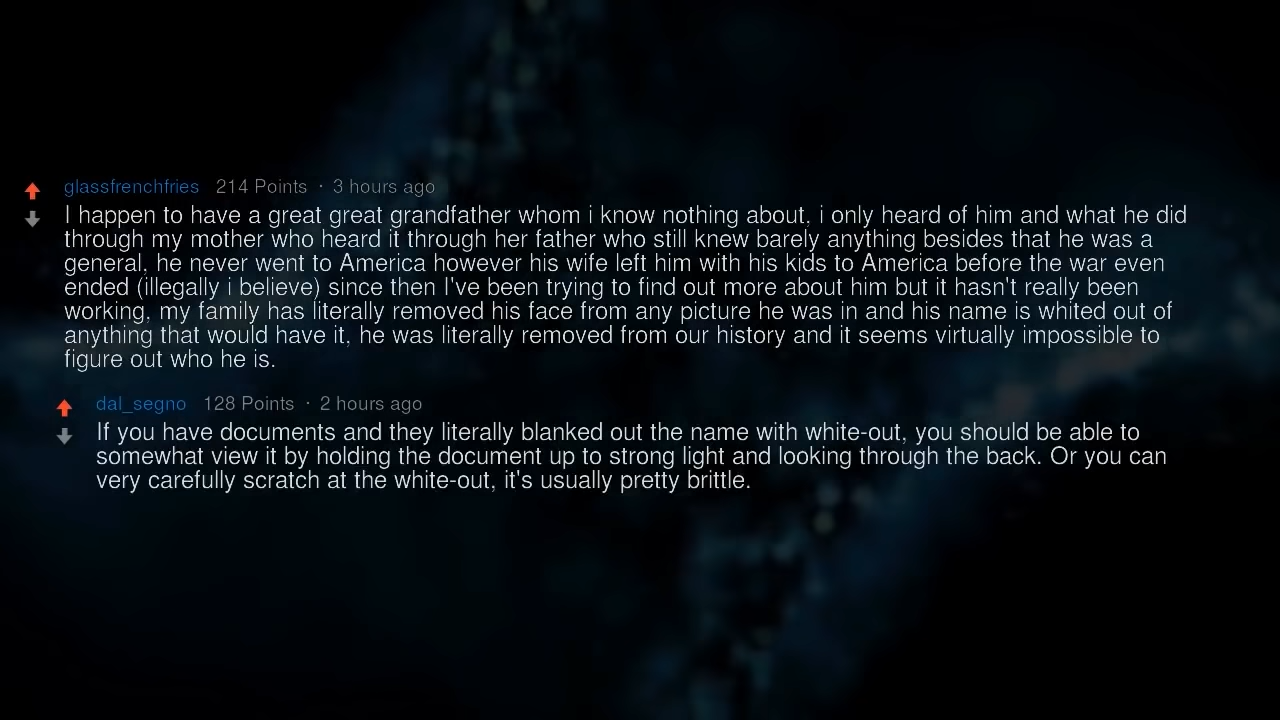 glassfrenchfries 214 Points · 3 hours ago
I happen to have a great great grandfather whom i know nothing about, i only heard of him and what he did
through my mother who heard it through her father who still knew barely anything besides that he was a
general, he never went to America however his wife left him with his kids to America before the war even
ended (illegally i believe) since then I've been trying to find out more about him but it hasn't really been
working, my family has literally removed his face from any picture he was in and his name is whited out of
anything that would have it, he was literally removed from our history and it seems virtually impossible to
figure out who he is.
dal_segno 128 Points · 2 hours ago
If you have documents and they literally blanked out the name with white-out, you should be able to
somewhat view it by holding the document up to strong light and looking through the back. Or you can
very carefully scratch at the white-out, it's usually pretty brittle.